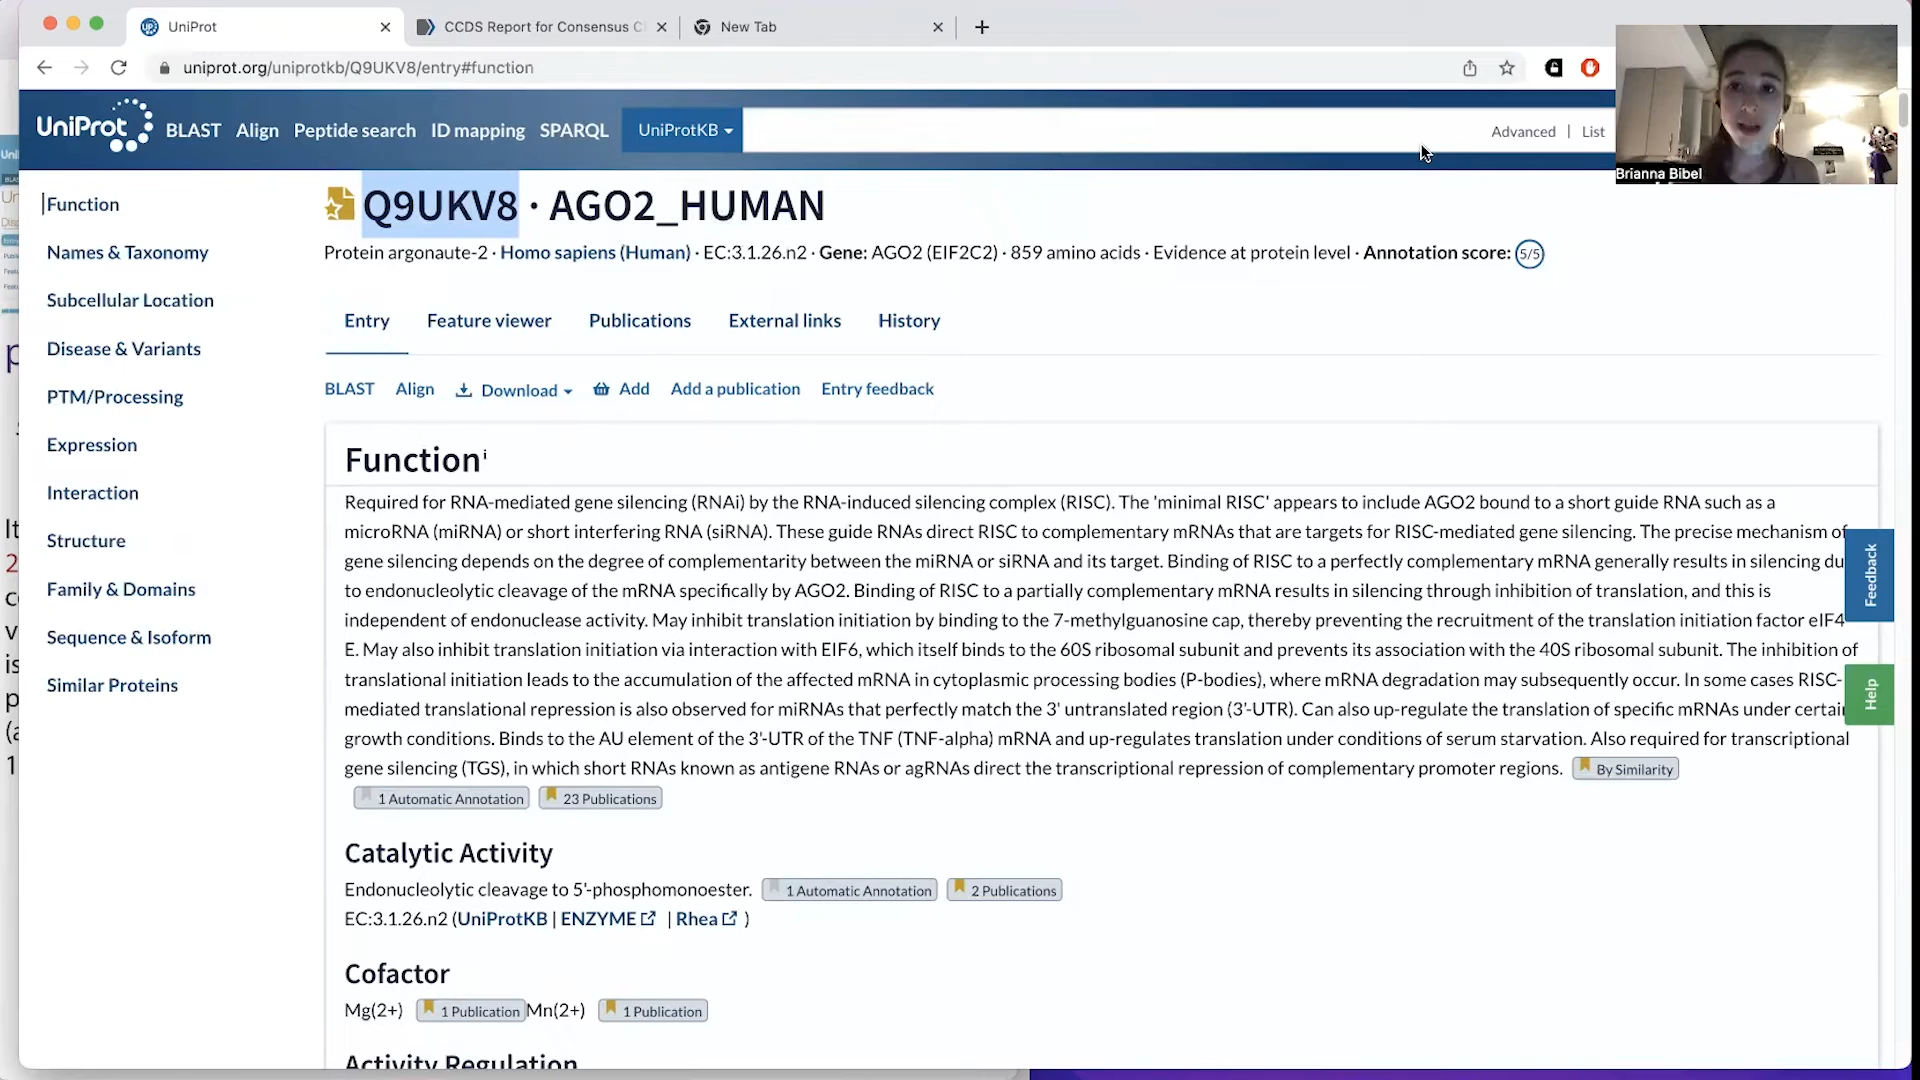 UniProt
CCDS Report for Consensus C
New Tab
uniprot.org/uniprotkb/Q9UKV8/entry#function
UniProt BLAST Align Peptide search ID mapping SPARQL UniProtKB Advanced | List
Brianna Bibel
Function
Names & Taxonomy
Subcellular Location
Disease & Variants
PTM/Processing
Expression
Interaction
Structure
Family & Domains
Sequence & Isoform
Similar Proteins
Q9UKV8 · AGO2_HUMAN
Protein argonaute-2 · Homo sapiens (Human) · EC:3.1.26.n2 · Gene: AGO2 (EIF2C2) · 859 amino acids · Evidence at protein level · Annotation score: 5/5
Entry Feature viewer Publications External links History
BLAST Align Download Add Add a publication Entry feedback
Function i
Required for RNA-mediated gene silencing (RNAi) by the RNA-induced silencing complex (RISC). The 'minimal RISC' appears to include AGO2 bound to a short guide RNA such as a
microRNA (miRNA) or short interfering RNA (siRNA). These guide RNAs direct RISC to complementary mRNAs that are targets for RISC-mediated gene silencing. The precise mechanism of
gene silencing depends on the degree of complementarity between the miRNA or siRNA and its target. Binding of RISC to a perfectly complementary mRNA generally results in silencing du
to endonucleolytic cleavage of the mRNA specifically by AGO2. Binding of RISC to a partially complementary mRNA results in silencing through inhibition of translation, and this is
independent of endonuclease activity. May inhibit translation initiation by binding to the 7-methylguanosine cap, thereby preventing the recruitment of the translation initiation factor eIF4
E. May also inhibit translation initiation via interaction with EIF6, which itself binds to the 60S ribosomal subunit and prevents its association with the 40S ribosomal subunit. The inhibition of
translational initiation leads to the accumulation of the affected mRNA in cytoplasmic processing bodies (P-bodies), where mRNA degradation may subsequently occur. In some cases RISC-
mediated translational repression is also observed for miRNAs that perfectly match the 3' untranslated region (3'-UTR). Can also up-regulate the translation of specific mRNAs under certain
growth conditions. Binds to the AU element of the 3'-UTR of the TNF (TNF-alpha) mRNA and up-regulates translation under conditions of serum starvation. Also required for transcriptional
gene silencing (TGS), in which short RNAs known as antigene RNAs or agRNAs direct the transcriptional repression of complementary promoter regions. By Similarity
1 Automatic Annotation 23 Publications
Catalytic Activity
Endonucleolytic cleavage to 5'-phosphomonoester. 1 Automatic Annotation 2 Publications
EC:3.1.26.n2 (UniProtKB | ENZYME | Rhea )
Cofactor
Mg(2+) 1 Publication Mn(2+) 1 Publication
Activity Regulation
Feedback
Help